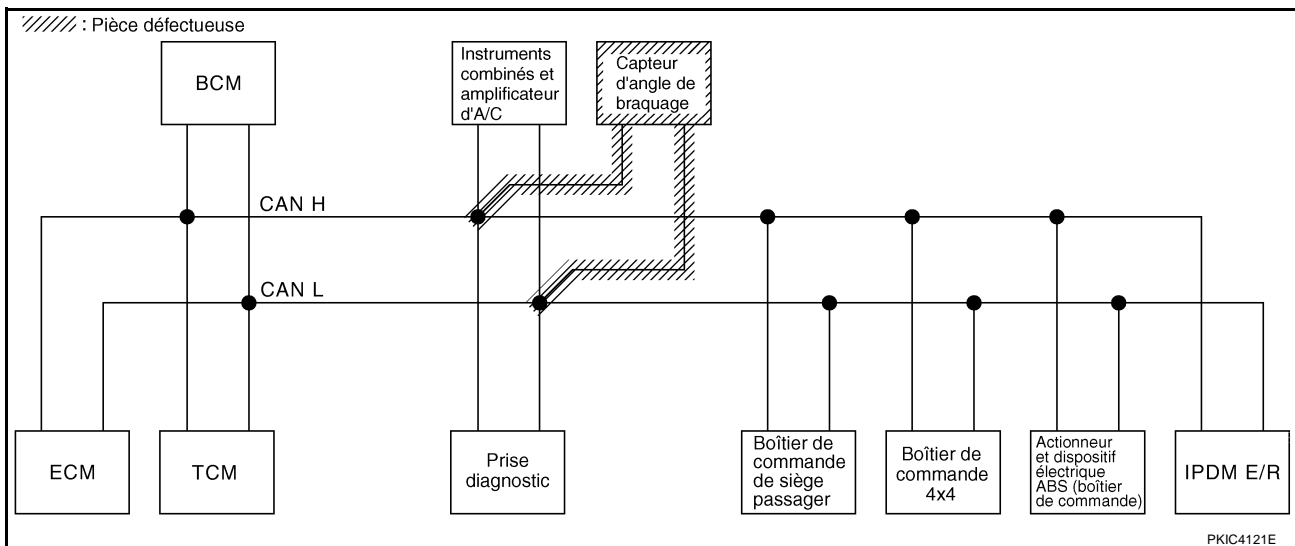 : Pièce défectueuse
BCM
Instruments
combinés et
amplificateur
d'A/C
Capteur
d'angle de
braquage
CAN H
CAN L
ECM
TCM
Prise
diagnostic
Boîtier de
commande
de siège
passager
Boîtier de
commande
4x4
Actionneur
et dispositif
électrique
ABS (boîtier
de commande)
IPDM E/R
PKIC4121E